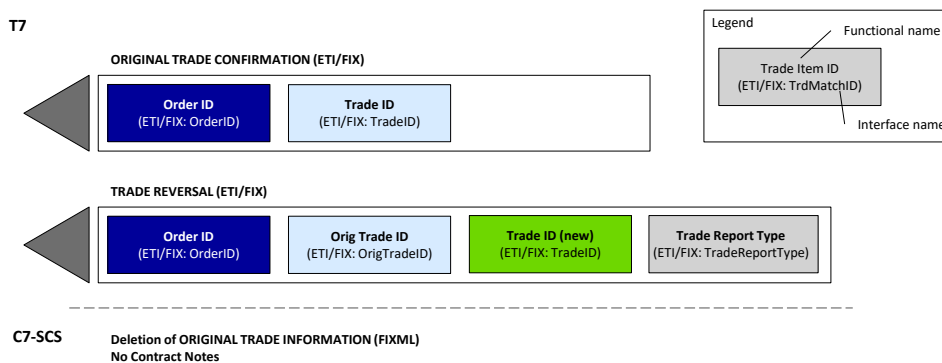 T7
Legend
Functional name
Trade Item ID
(ETI/FIX: TrdMatchID)
Interface name
ORIGINAL TRADE CONFIRMATION (ETI/FIX)
Order ID
(ETI/FIX: OrderID)
Trade ID
(ETI/FIX: TradeID)
TRADE REVERSAL (ETI/FIX)
Order ID
(ETI/FIX: OrderID)
Orig Trade ID
(ETI/FIX: OrigTradeID)
Trade ID (new)
(ETI/FIX: TradeID)
Trade Report Type
(ETI/FIX: TradeReportType)
C7-SCS
Deletion of ORIGINAL TRADE INFORMATION (FIXML)
No Contract Notes